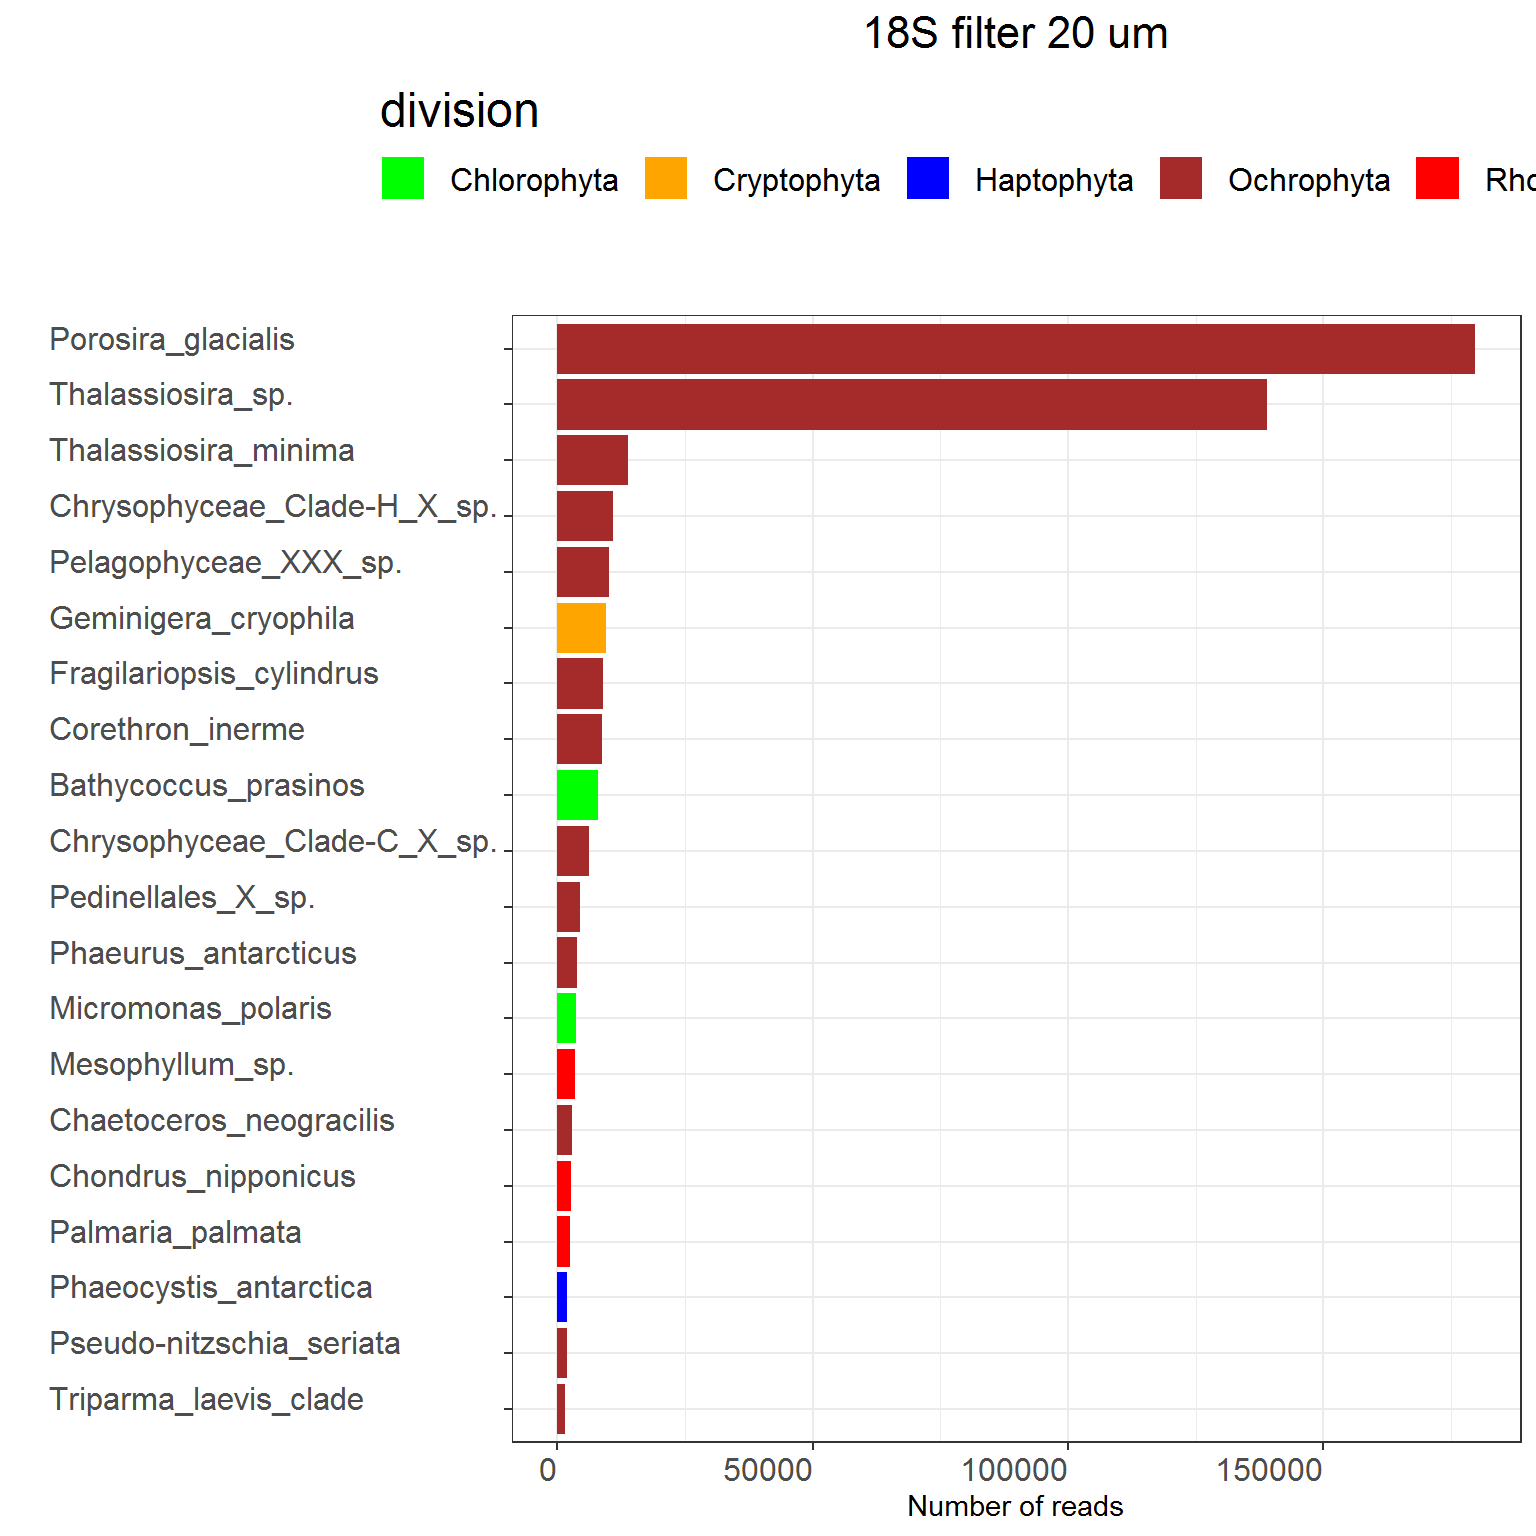 18S filter 20 um
division
Chlorophyta Cryptophyta Haptophyta Ochrophyta
Porosira_glacialis
Thalassiosira_sp.
Thalassiosira_minima
Chrysophyceae_Clade-H_X_sp.
Pelagophyceae_XXX_sp.
Geminigera_cryophila
Fragilariopsis_cylindrus
Corethron_inerme
Bathycoccus_prasinos
Chrysophyceae_Clade-C_X_sp.
Pedinellales_X_sp.
Phaeurus_antarcticus
Micromonas_polaris
Mesophyllum_sp.
Chaetoceros_neogracilis
Chondrus_nipponicus
Palmaria_palmata
Phaeocystis_antarctica
Pseudo-nitzschia_seriata
Triparma_laevis_clade
0 50000 100000 150000
Number of reads